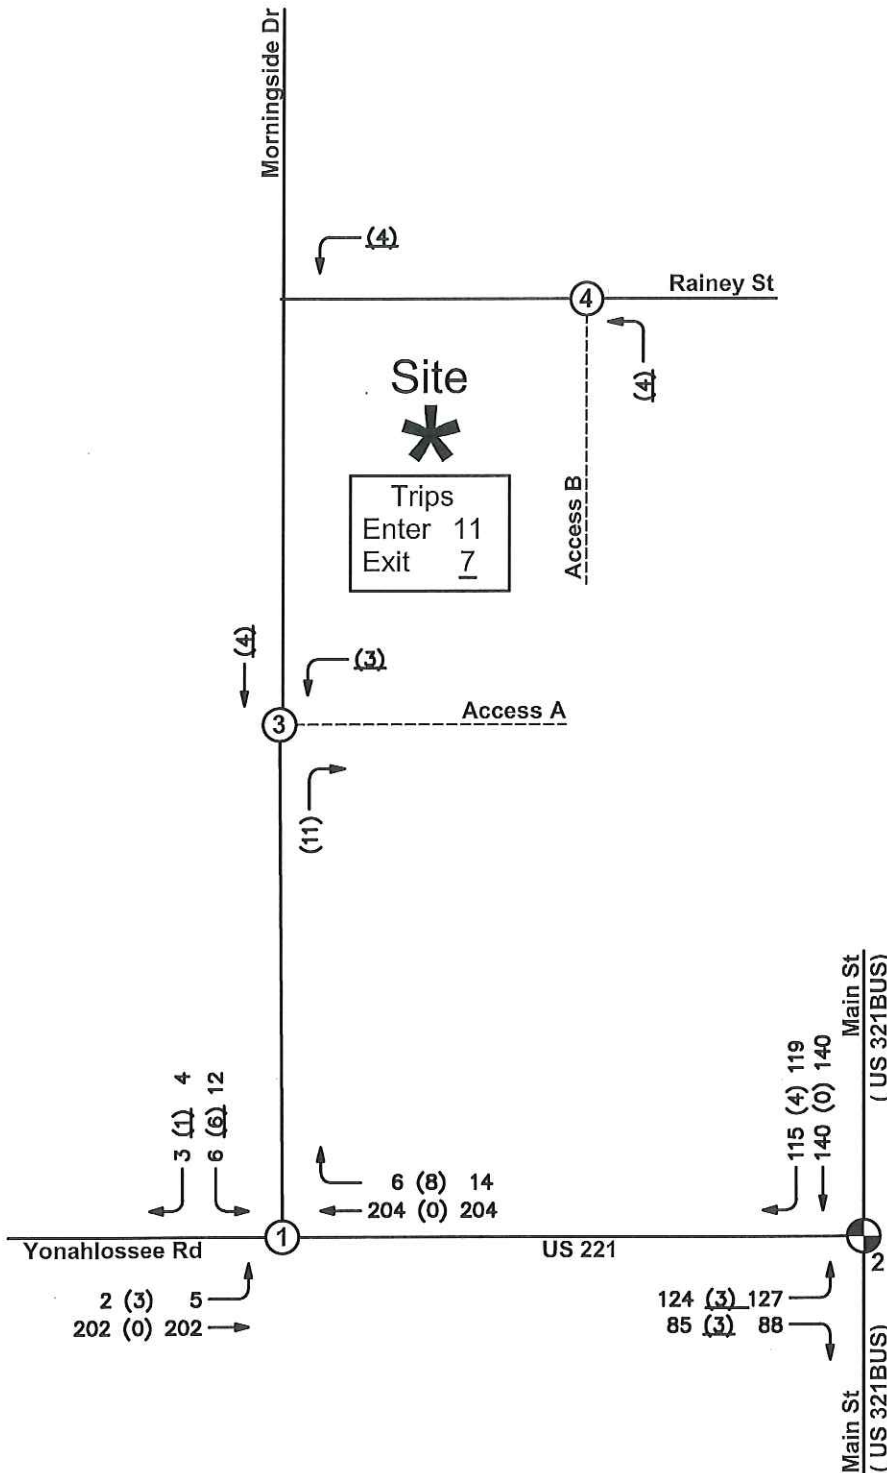 Morningside Dr
(4)
Rainey St
4
(4)
Site
Trips
Enter 11
Exit 7
Access B
(4)
(3)
3
Access A
(11)
Main St
( US 321BUS)
3 (1) 4
6 (6) 12
115 (4) 119
140 (0) 140
6 (8) 14
204 (0) 204
1
Yonahlossee Rd
US 221
2
2 (3) 5
202 (0) 202
124 (3) 127
85 (3) 88
Main St
( US 321BUS)